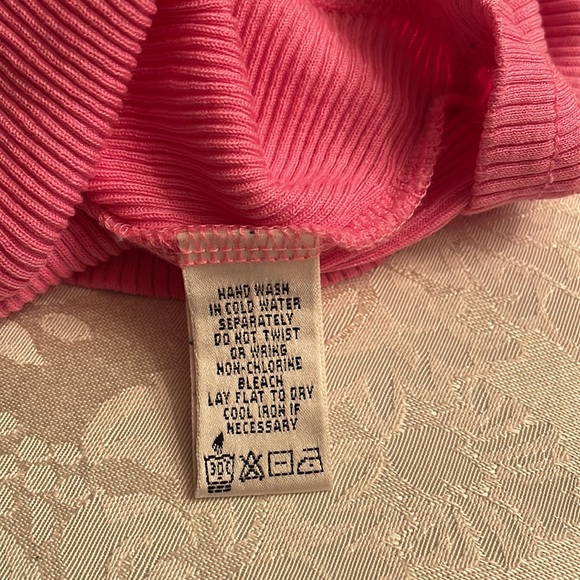 HAND WASH
IN COLD WATER
SEPARATELY
DO NOT TWIST
OR WRING
NON-CHLORINE
BLEACH
LAY FLAT TO DRY
COOL IRON IF
NECESSARY
30C